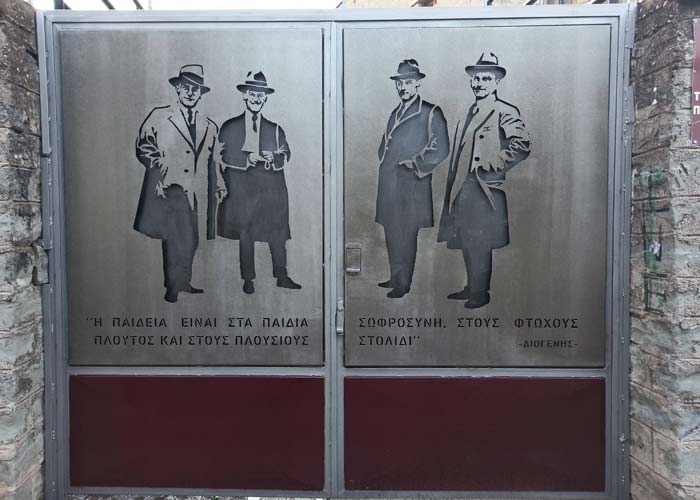 "Η ΠΑΙΔΕΙΑ ΕΙΝΑΙ ΣΤΑ ΠΑΙΔΙΑ
ΠΛΟΥΤΟΣ ΚΑΙ ΣΤΟΥΣ ΠΛΟΥΣΙΟΥΣ
ΣΩΦΡΟΣΥΝΗ, ΣΤΟΥΣ ΦΤΩΧΟΥΣ
ΣΤΟΛΙΔΙ"
-ΔΙΟΓΕΝΗΣ-